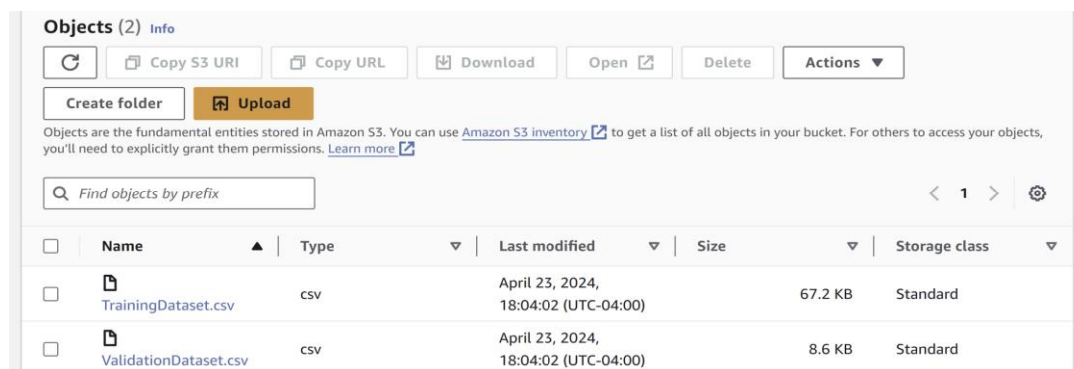 Objects (2) Info
Copy S3 URI Copy URL Download Open Delete Actions
Create folder Upload
Objects are the fundamental entities stored in Amazon S3. You can use Amazon S3 inventory to get a list of all objects in your bucket. For others to access your objects,
you'll need to explicitly grant them permissions. Learn more
Find objects by prefix 1
Name Type Last modified Size Storage class
TrainingDataset.csv csv April 23, 2024, 18:04:02 (UTC-04:00) 67.2 KB Standard
ValidationDataset.csv csv April 23, 2024, 18:04:02 (UTC-04:00) 8.6 KB Standard